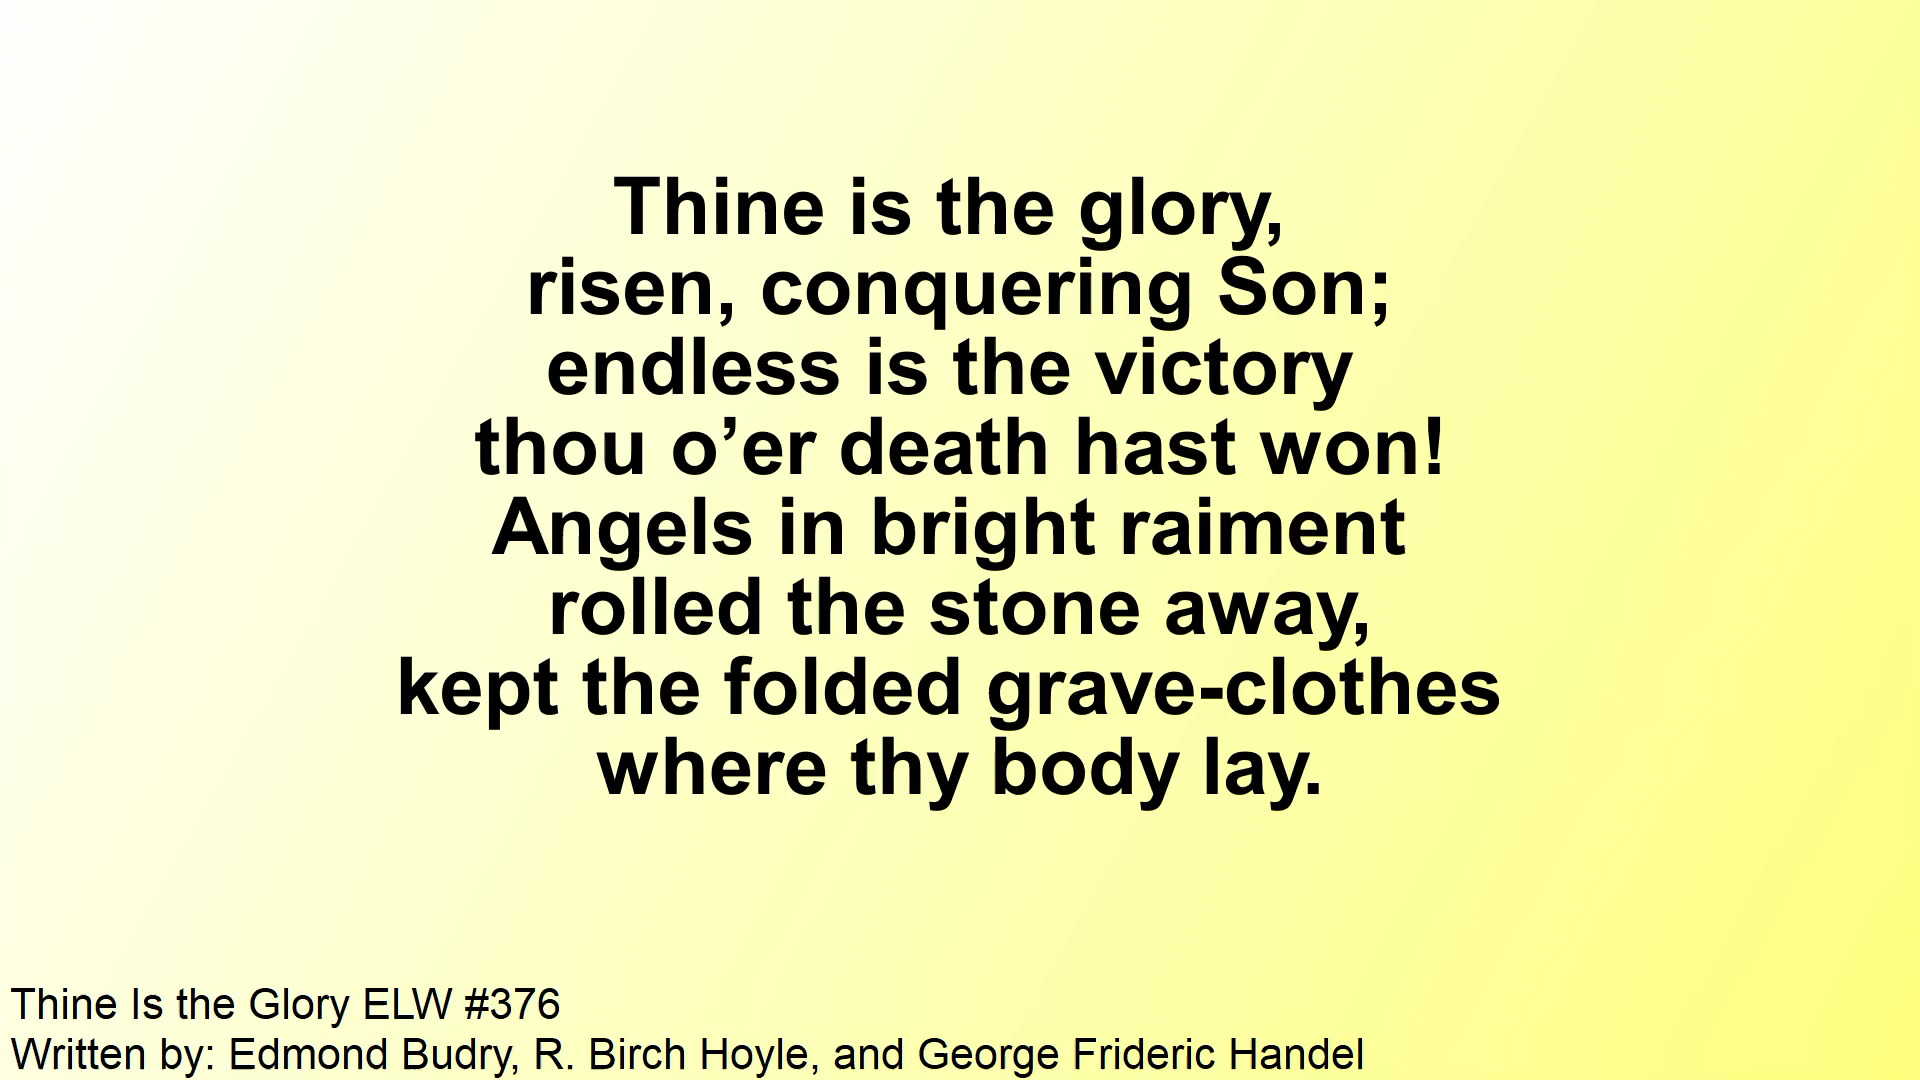 Thine is the glory,
risen, conquering Son;
endless is the victory
thou o’er death hast won!
Angels in bright raiment
rolled the stone away,
kept the folded grave-clothes
where thy body lay.
Thine Is the Glory ELW #376
Written by: Edmond Budry, R. Birch Hoyle, and George Frideric Handel